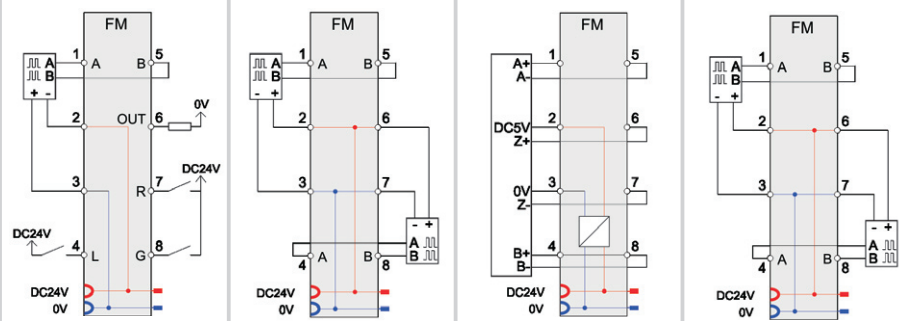 FM
1 A B 5
A
B
+ -
2 OUT 6 0V
DC24V
3 R 7
DC24V
4 L G 8
DC24V
0V
FM
1 A B 5
A
B
- +
2 6
3 7
- +
A
B
4 A B 8
DC24V
0V
FM
A+ 1 5
A-
DC5V 2 6
Z+
0V 3 7
Z-
B+ 4 8
B-
DC24V
0V
FM
1 A B 5
A
B
- +
2 6
3 7
- +
A
B
4 A B 8
DC24V
0V